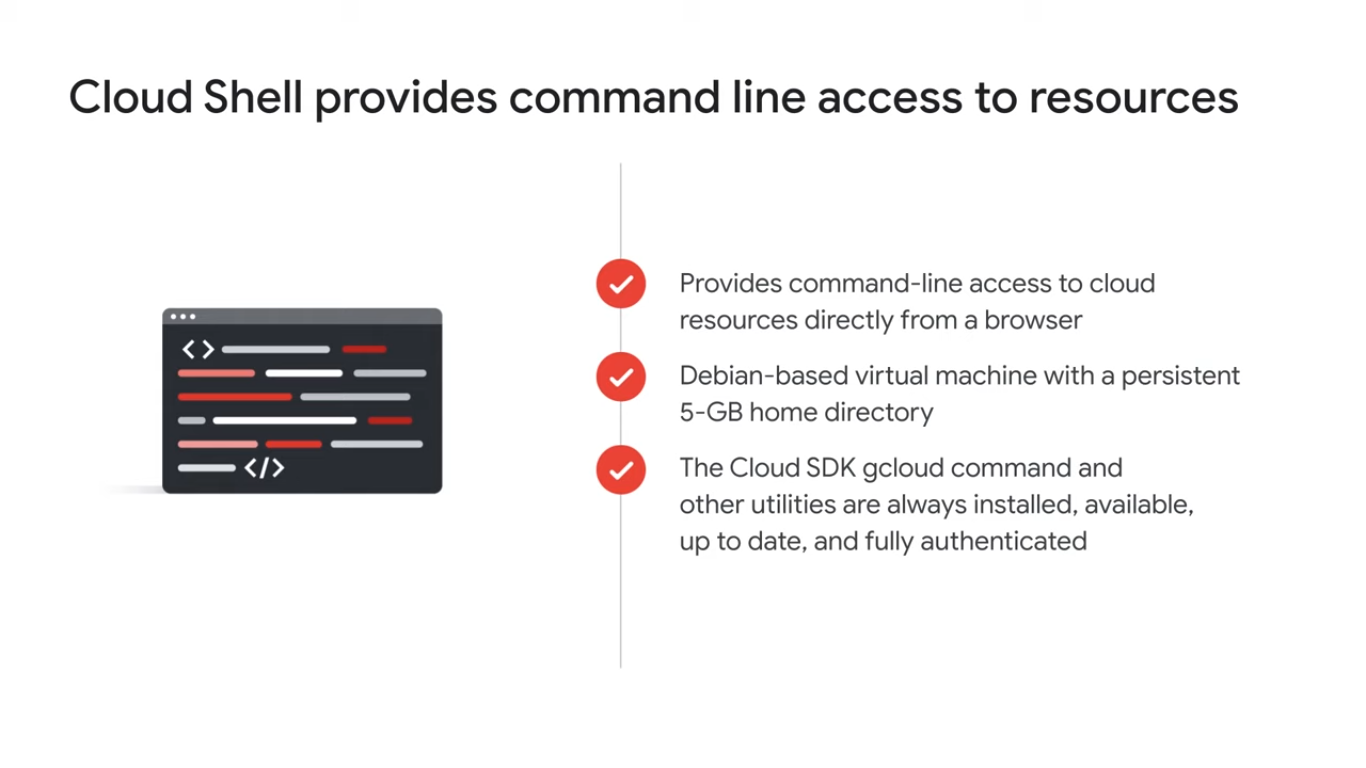 Cloud Shell provides command line access to resources
Provides command-line access to cloud
resources directly from a browser
Debian-based virtual machine with a persistent
5-GB home directory
The Cloud SDK gcloud command and
other utilities are always installed, available,
up to date, and fully authenticated
< >
</>